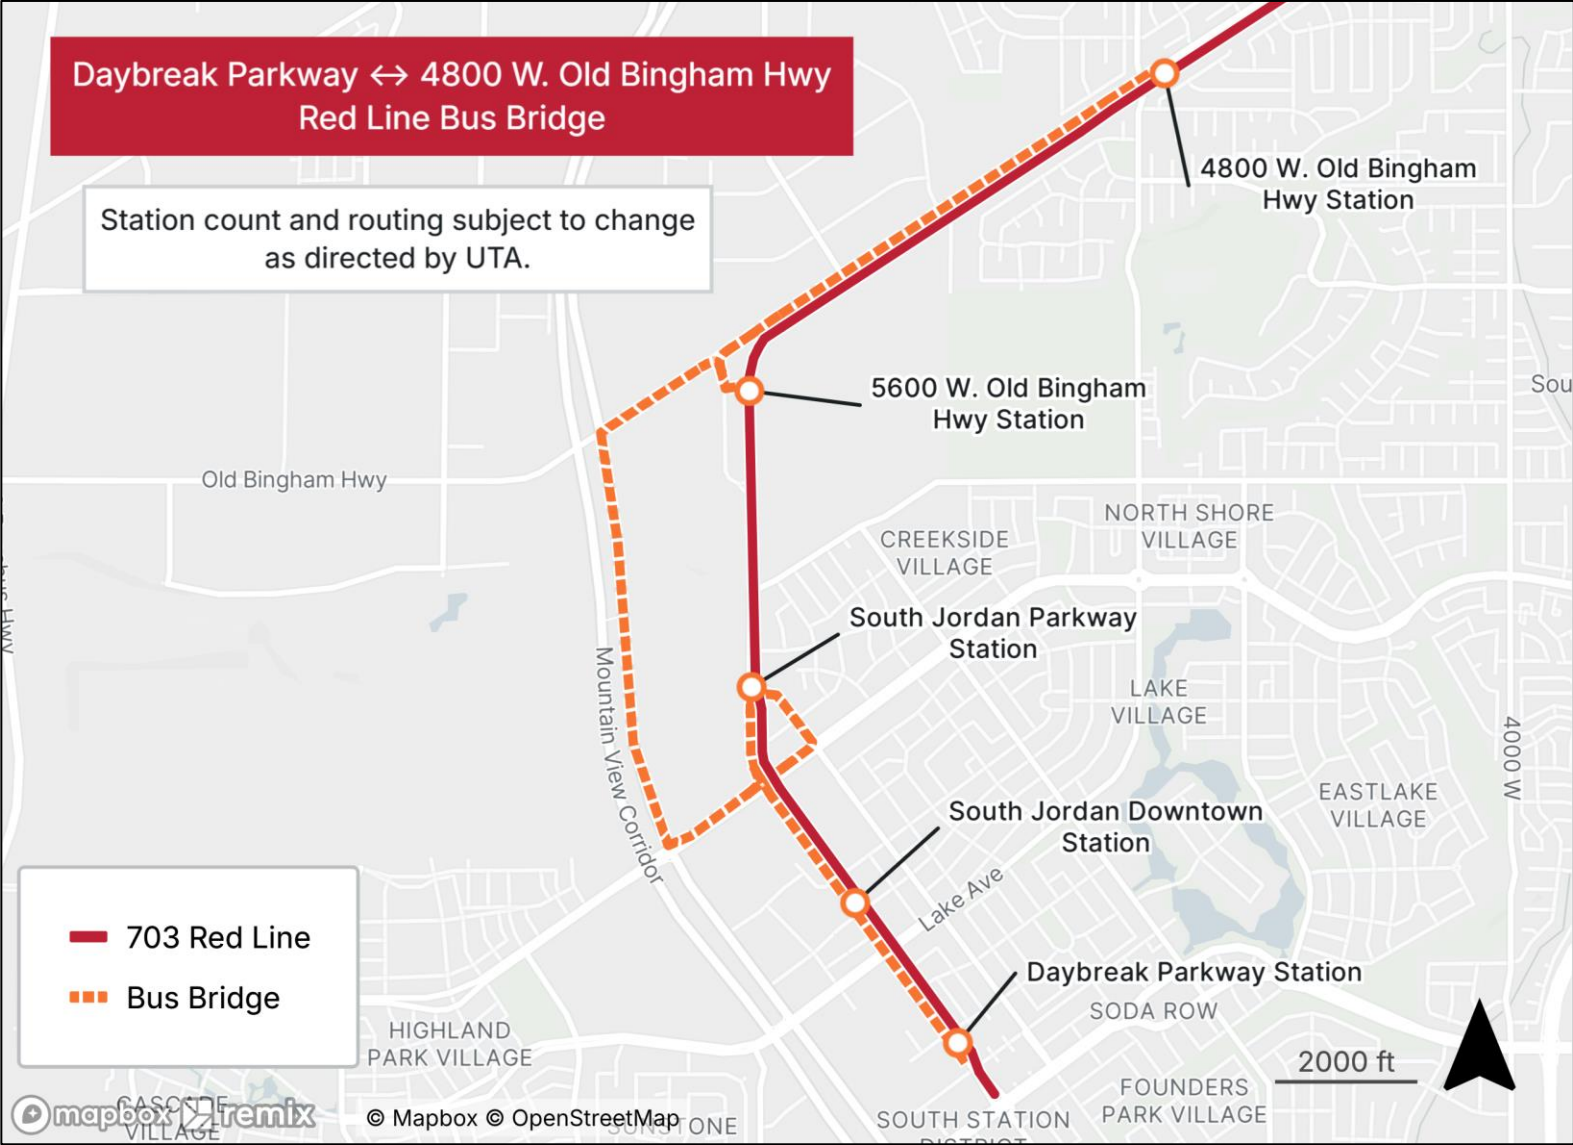 Daybreak Parkway ↔ 4800 W. Old Bingham Hwy
Red Line Bus Bridge
Station count and routing subject to change
as directed by UTA.
4800 W. Old Bingham
Hwy Station
5600 W. Old Bingham
Hwy Station
Old Bingham Hwy
NORTH SHORE
VILLAGE
CREEKSIDE
VILLAGE
South Jordan Parkway
Station
LAKE
VILLAGE
Mountain View Corridor
4000 W
EASTLAKE
VILLAGE
South Jordan Downtown
Station
Lake Ave
703 Red Line
Bus Bridge
Daybreak Parkway Station
SODA ROW
HIGHLAND
PARK VILLAGE
2000 ft
FOUNDERS
PARK VILLAGE
SOUTH STATION
DISTRICT
CASCADE
VILLAGE
mapbox remix
© Mapbox © OpenStreetMap